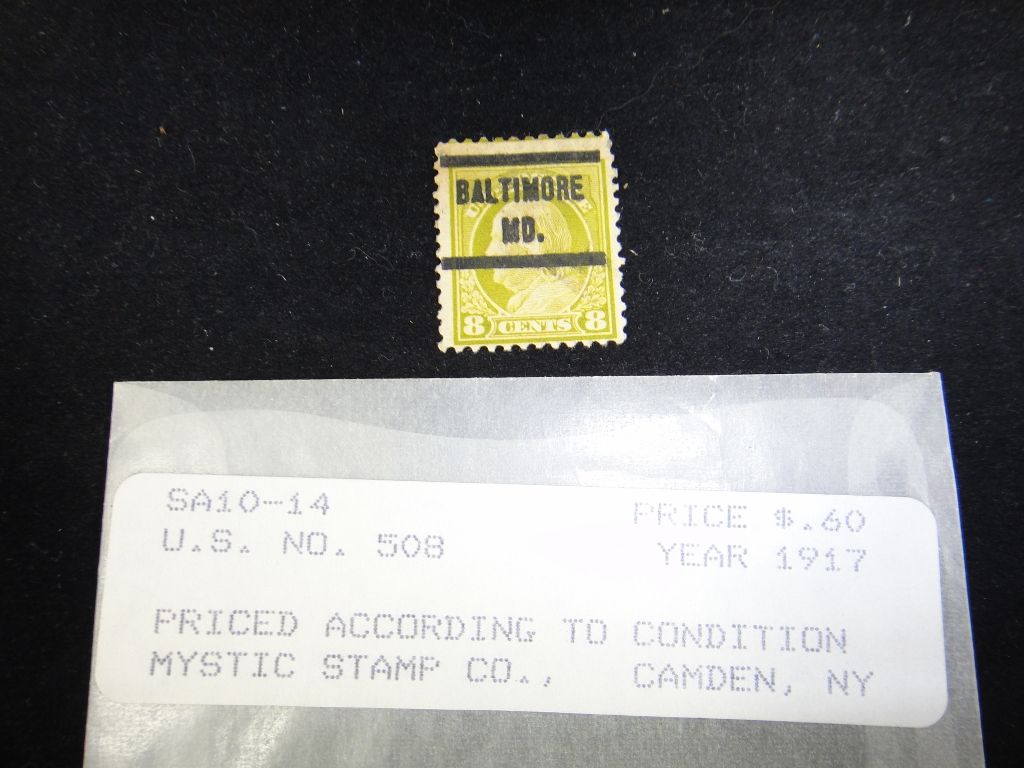 BALTIMORE
MD.
8 CENTS 8
SA10-14 PRICE $.60
U.S. NO. 508 YEAR 1917
PRICED ACCORDING TO CONDITION
MYSTIC STAMP CO., CAMDEN, NY